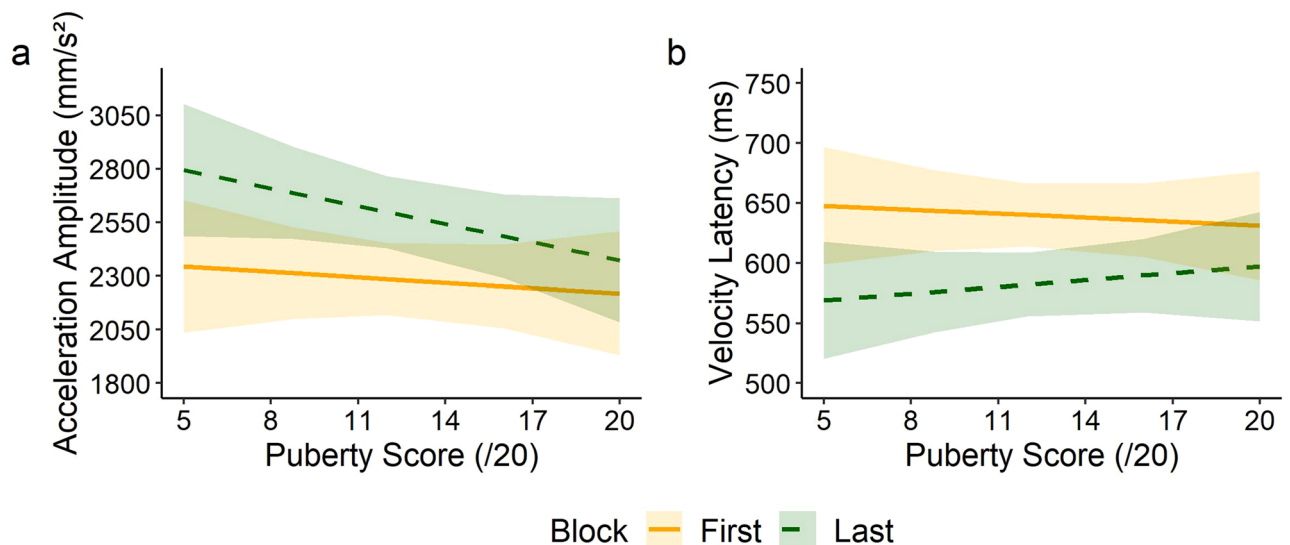 a
Acceleration Amplitude (mm/s²)
3050
2800
2550
2300
2050
1800
5 8 11 14 17 20
Puberty Score (/20)
b
Velocity Latency (ms)
750
700
650
600
550
500
5 8 11 14 17 20
Puberty Score (/20)
Block First Last